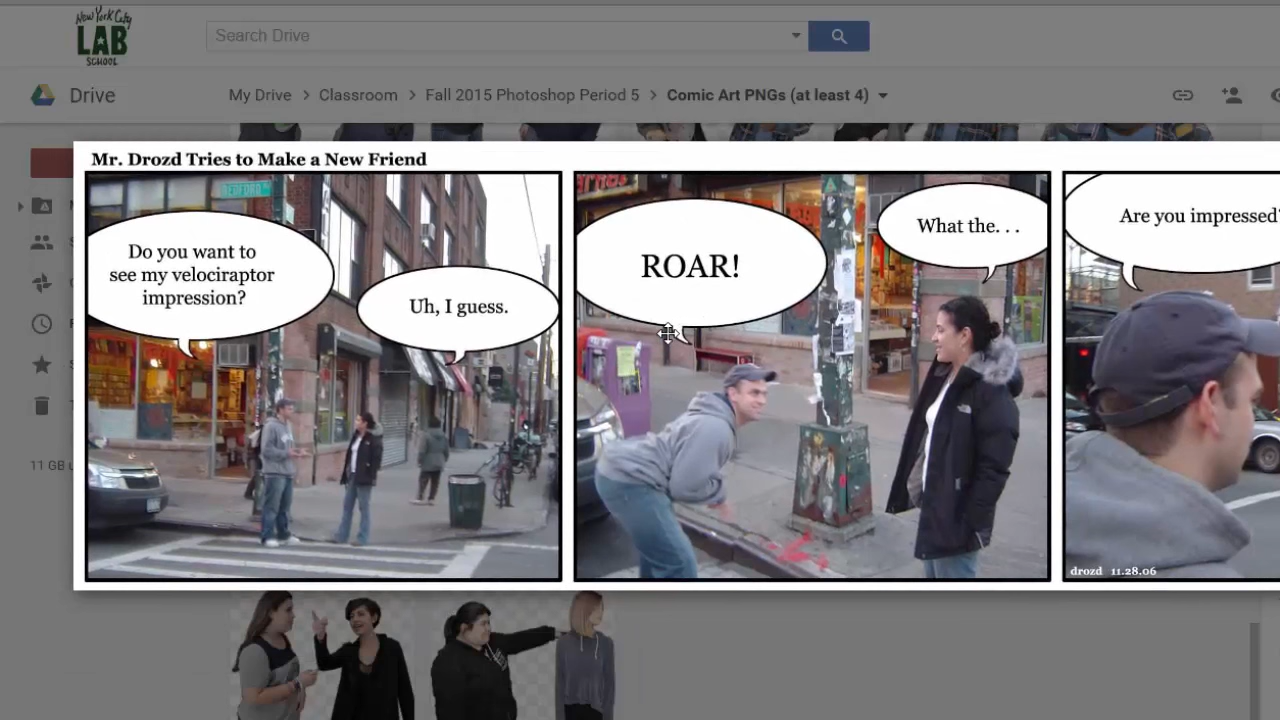 New York City
LAB
SCHOOL
Search Drive
Drive
My Drive > Classroom > Fall 2015 Photoshop Period 5 > Comic Art PNGs (at least 4)
Mr. Drozd Tries to Make a New Friend
BEDFORD
Do you want to
see my velociraptor
impression?
Uh, I guess.
ROAR!
What the. . .
Are you impressed?
drozd 11.28.06
11 GB